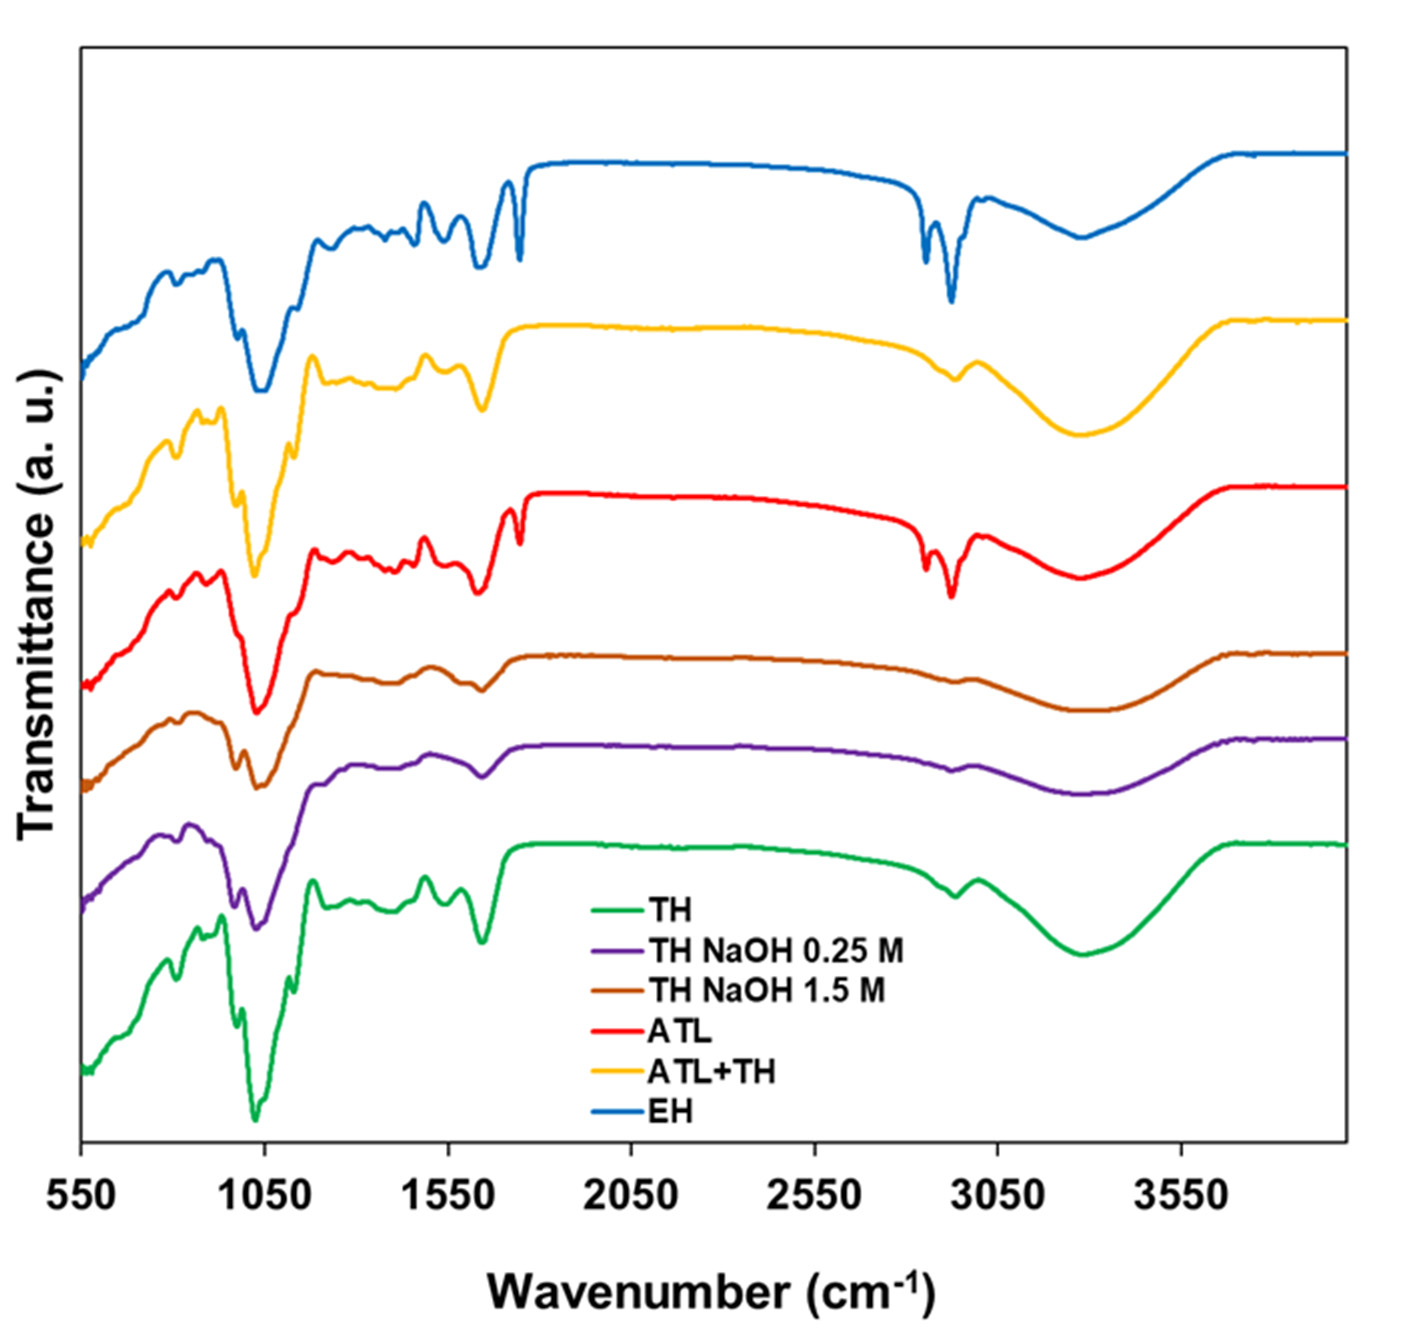 Transmittance (a. u.)
TH
TH NaOH 0.25 M
TH NaOH 1.5 M
ATL
ATL+TH
EH
550 1050 1550 2050 2550 3050 3550
Wavenumber (cm-1)